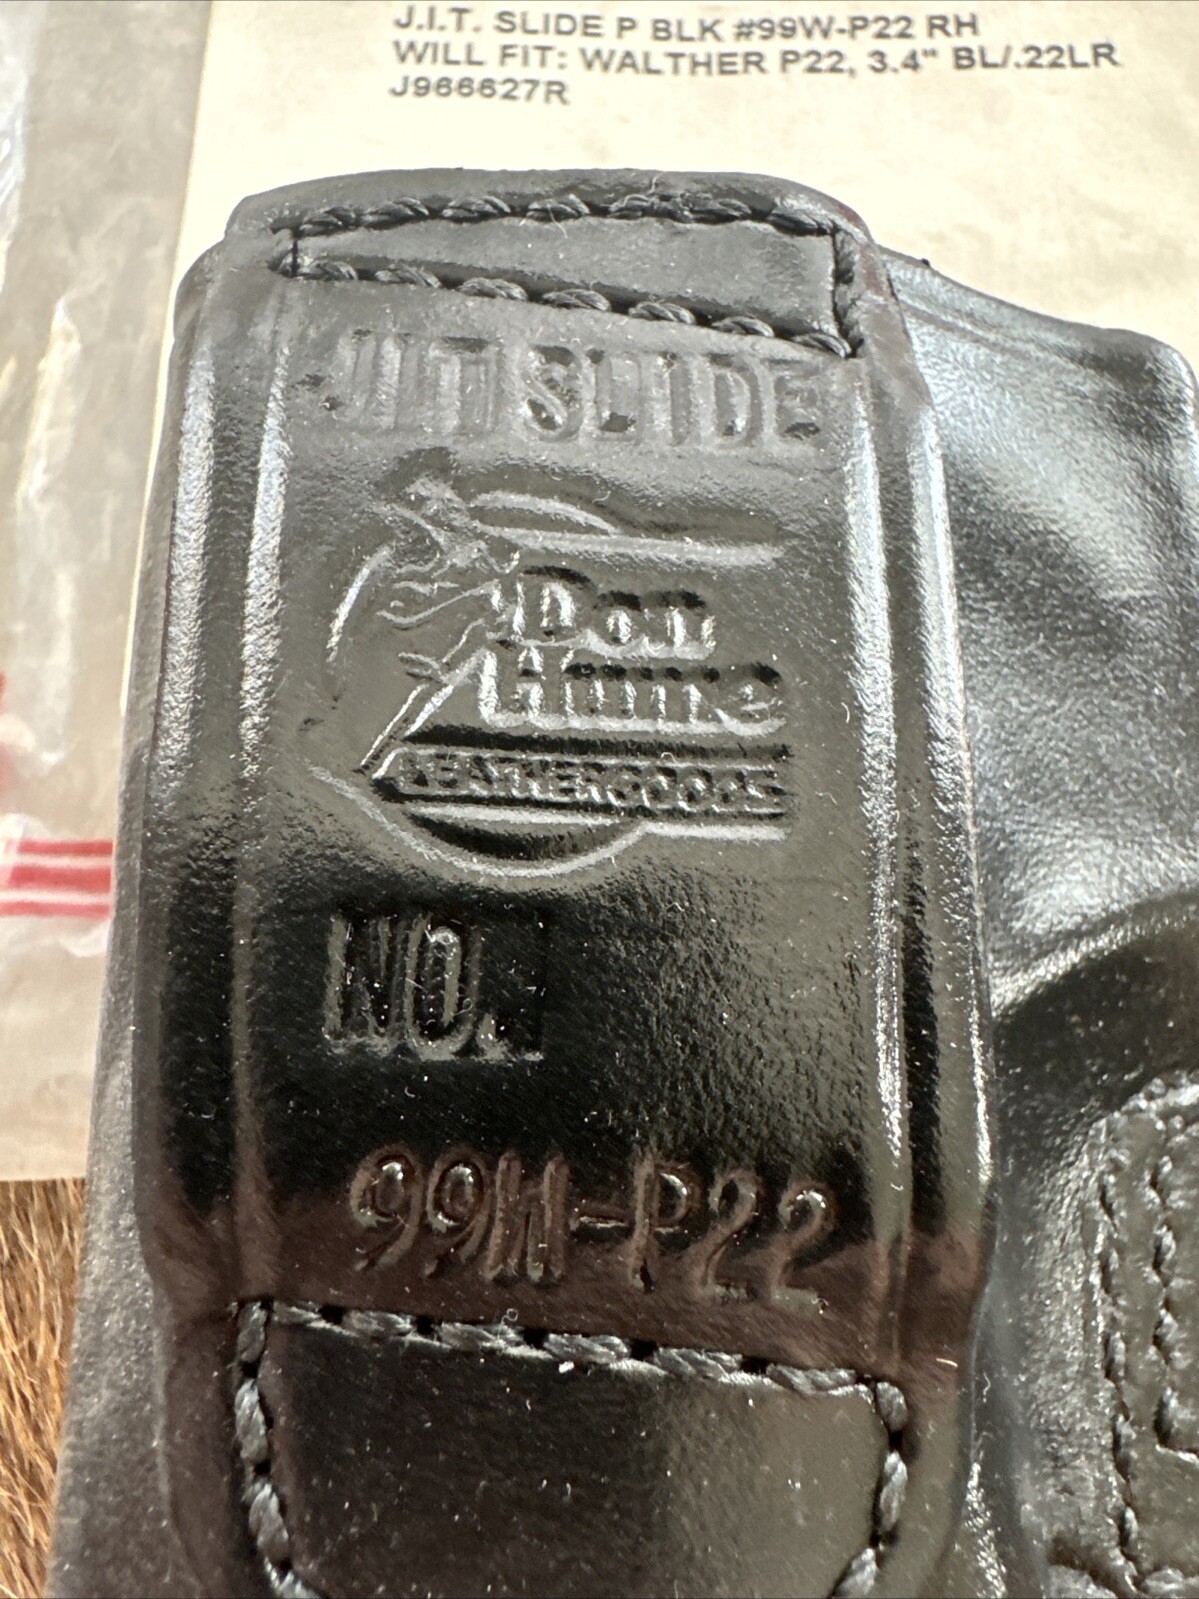 J.I.T. SLIDE P BLK #99W-P22 RH
WILL FIT: WALTHER P22, 3.4" BL/.22LR
J966627R
JIT SLIDE
Don
Hume
LEATHERGOODS
NO.
99W-P22